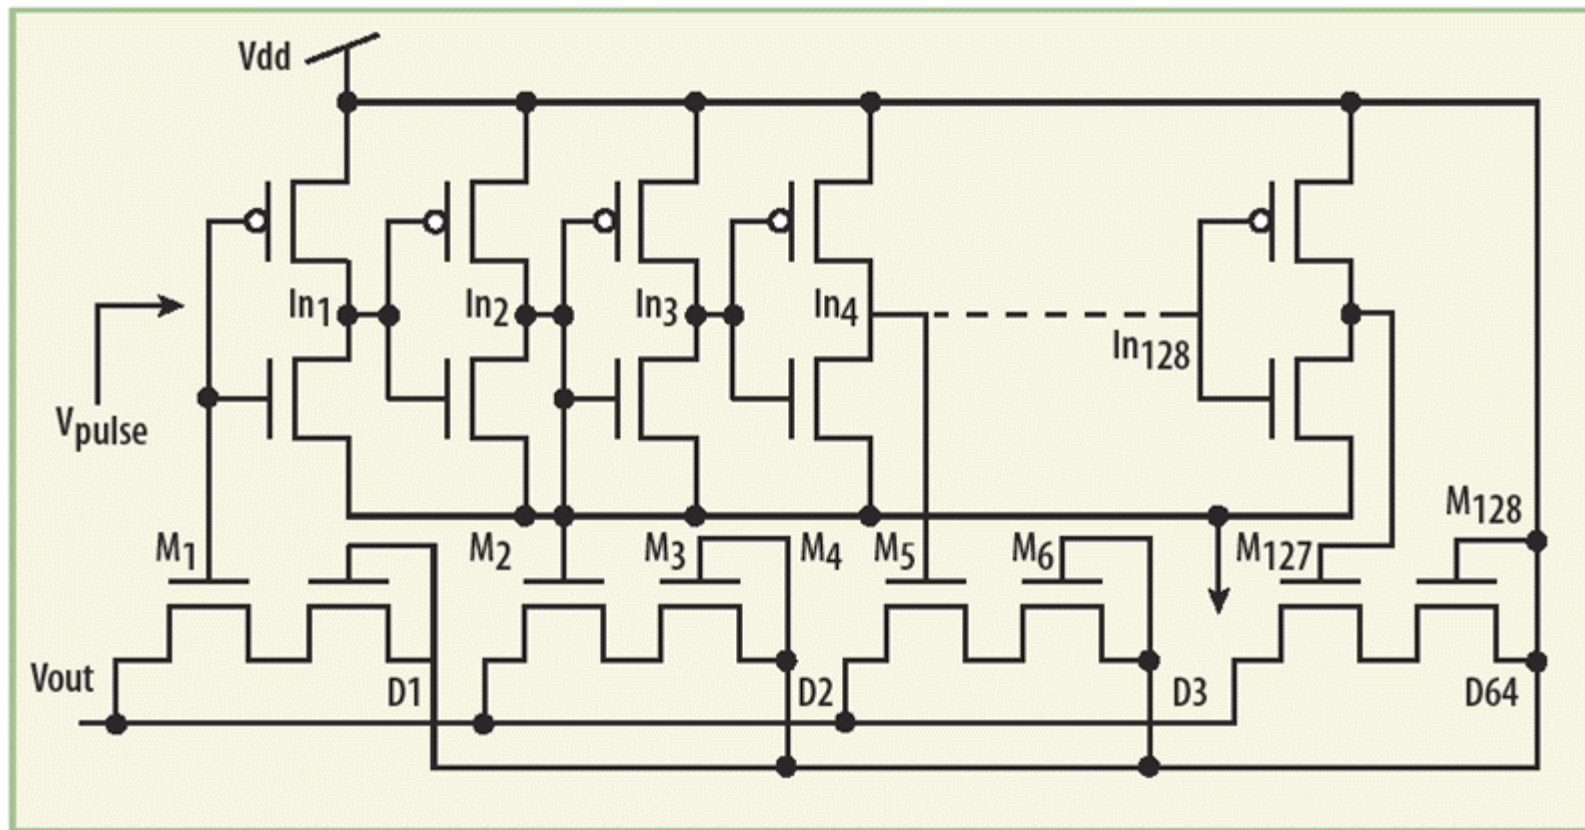 Vdd
In1 In2 In3 In4
In128
Vpulse
M128
M1 M2 M3 M4 M5 M6 M127
Vout
D1 D2 D3 D64